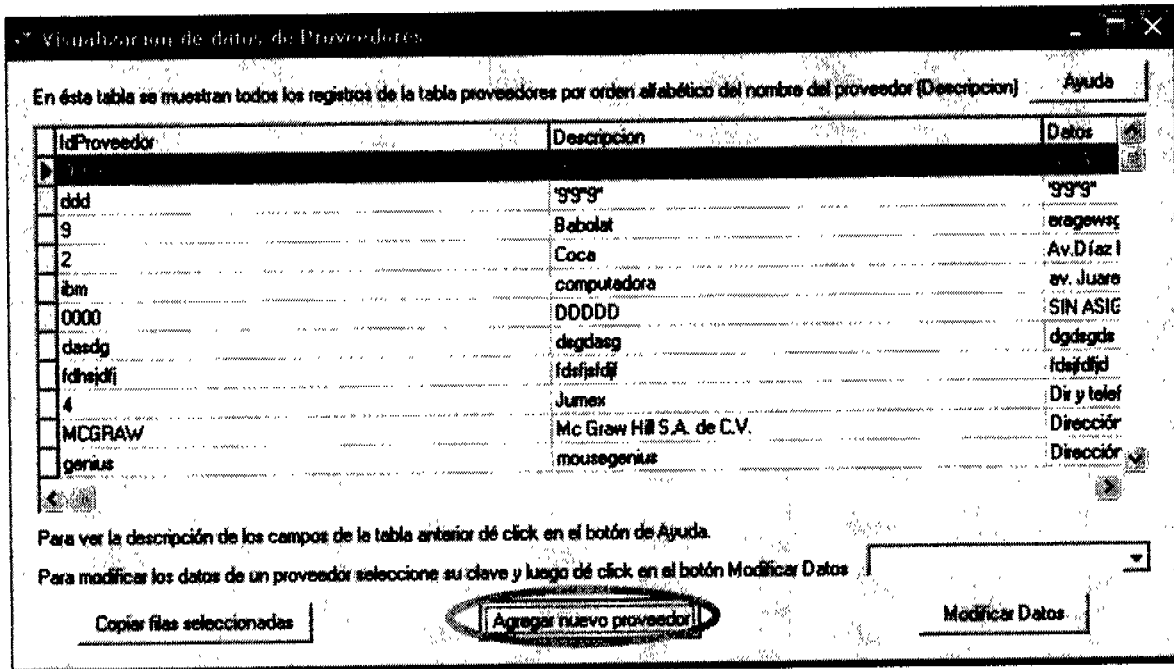 Visualizacion de datos de Proveedores
En ésta tabla se muestran todos los registros de la tabla proveedores por orden alfabético del nombre del proveedor (Descripcion)
Ayuda
IdProveedor Descripcion Datos
ddd '9'9"9" '9'9"9"
9 Babolat eragewsg
2 Coca Av.Díaz
ibm computadora av. Juare
0000 DDDDD SIN ASIG
dasdg dsgdasg dgdsgds
fdhsjdfj fdsfjsfdjf fdsjfdfjd
4 Jumex Dir y telef
MCGRAW Mc Graw Hill S.A. de C.V. Dirección
genius mousegenius Dirección
Para ver la descripción de los campos de la tabla anterior dé click en el botón de Ayuda.
Para modificar los datos de un proveedor seleccione su clave y luego dé click en el botón Modificar Datos
Copiar filas seleccionadas Agregar nuevo proveedor Modificar Datos